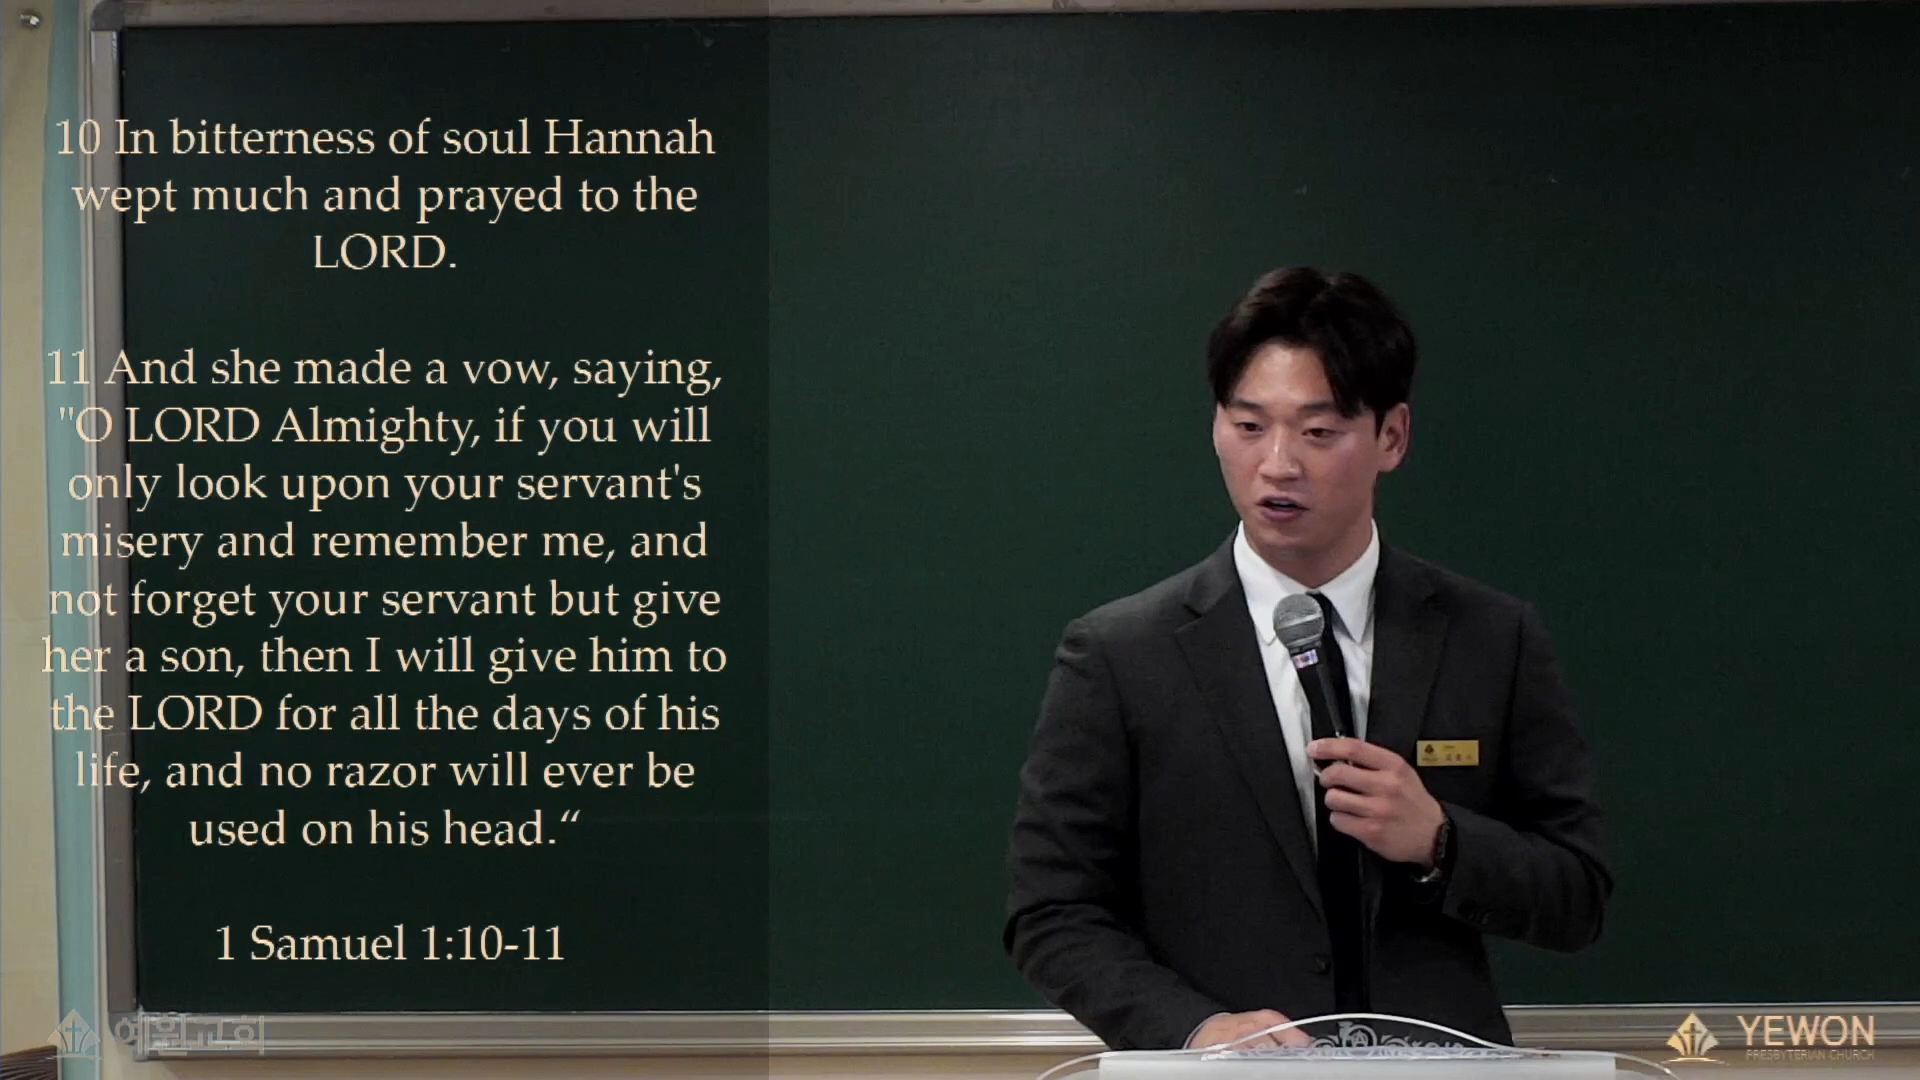 10 In bitterness of soul Hannah
wept much and prayed to the
LORD.
11 And she made a vow, saying,
"O LORD Almighty, if you will
only look upon your servant's
misery and remember me, and
not forget your servant but give
her a son, then I will give him to
the LORD for all the days of his
life, and no razor will ever be
used on his head.“
1 Samuel 1:10-11
예원교회
YEWON
PRESBYTERIAN CHURCH